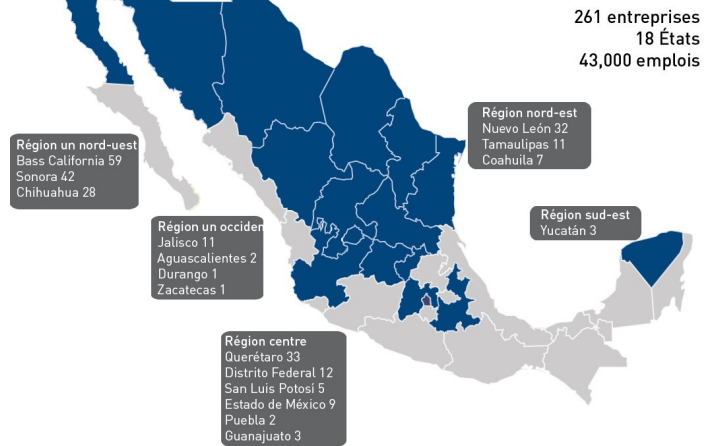 261 entreprises
18 États
43,000 emplois
Région nord-est
Nuevo León 32
Tamaulipas 11
Coahuila 7
Région un nord-uest
Bass California 59
Sonora 42
Chihuahua 28
Région sud-est
Yucatán 3
Région un occiden
Jalisco 11
Aguascalientes 2
Durango 1
Zacatecas 1
Région centre
Querétaro 33
Distrito Federal 12
San Luis Potosí 5
Estado de México 9
Puebla 2
Guanajuato 3